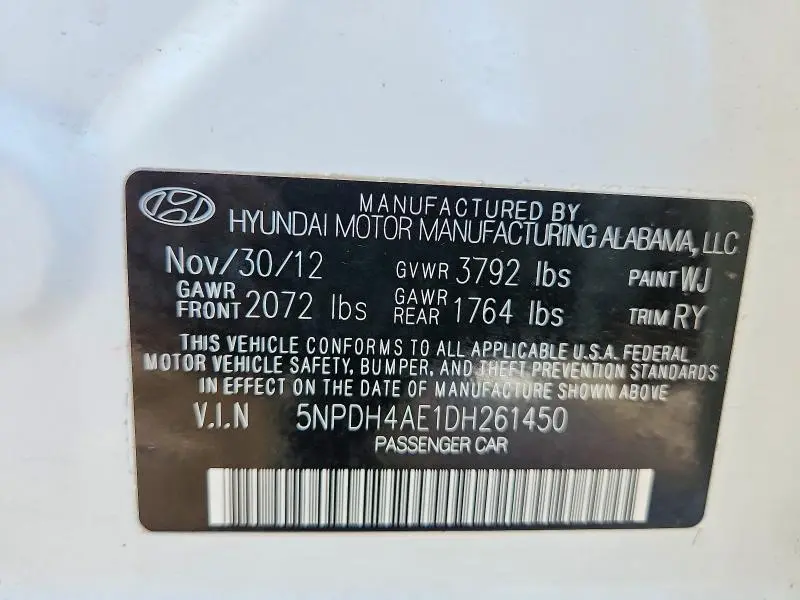 MANUFACTURED BY
HYUNDAI MOTOR MANUFACTURING ALABAMA, LLC
Nov/30/12 GVWR 3792 lbs PAINT WJ
GAWR FRONT 2072 lbs GAWR REAR 1764 lbs TRIM RY
THIS VEHICLE CONFORMS TO ALL APPLICABLE U.S.A. FEDERAL
MOTOR VEHICLE SAFETY, BUMPER, AND THEFT PREVENTION STANDARDS
IN EFFECT ON THE DATE OF MANUFACTURE SHOWN ABOVE
V.I.N 5NPDH4AE1DH261450
PASSENGER CAR